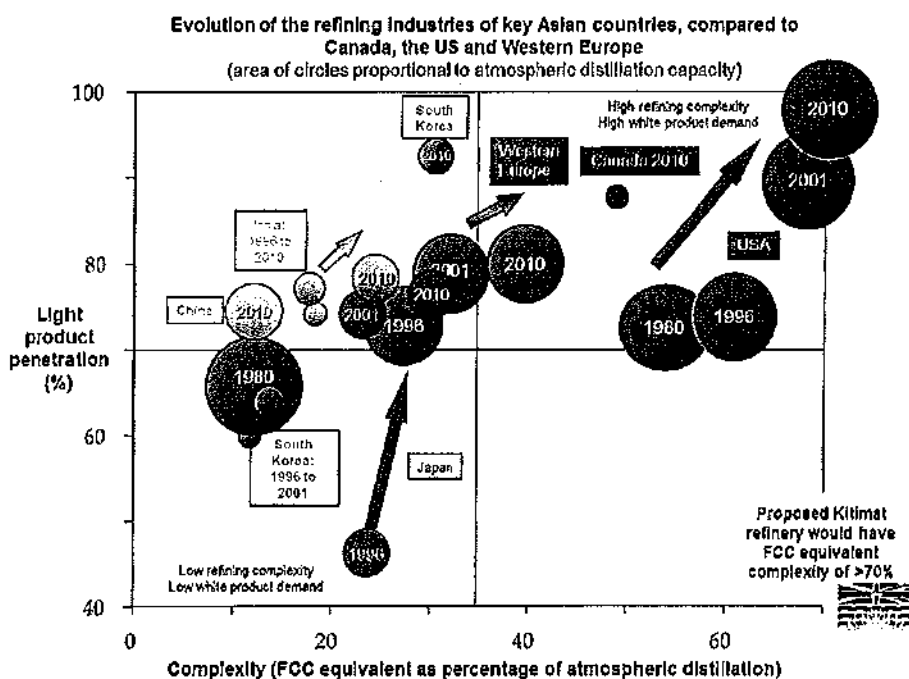 Evolution of the refining industries of key Asian countries, compared to
Canada, the US and Western Europe
(area of circles proportional to atmospheric distillation capacity)
100
80
60
40
Light
product
penetration
(%)
South
Korea
2010
Western
Europe
Canada 2010
High refining complexity
High white product demand
2010
2001
USA
1996 to
2010
China
2010
2010
2001
2001
2010
1996
2010
1980
1996
1980
South
Korea:
1996 to
2001
Japan
1996
Low refining complexity
Low white product demand
Proposed Kitimat
refinery would have
FCC equivalent
complexity of >70%
0
20
40
60
Complexity (FCC equivalent as percentage of atmospheric distillation)